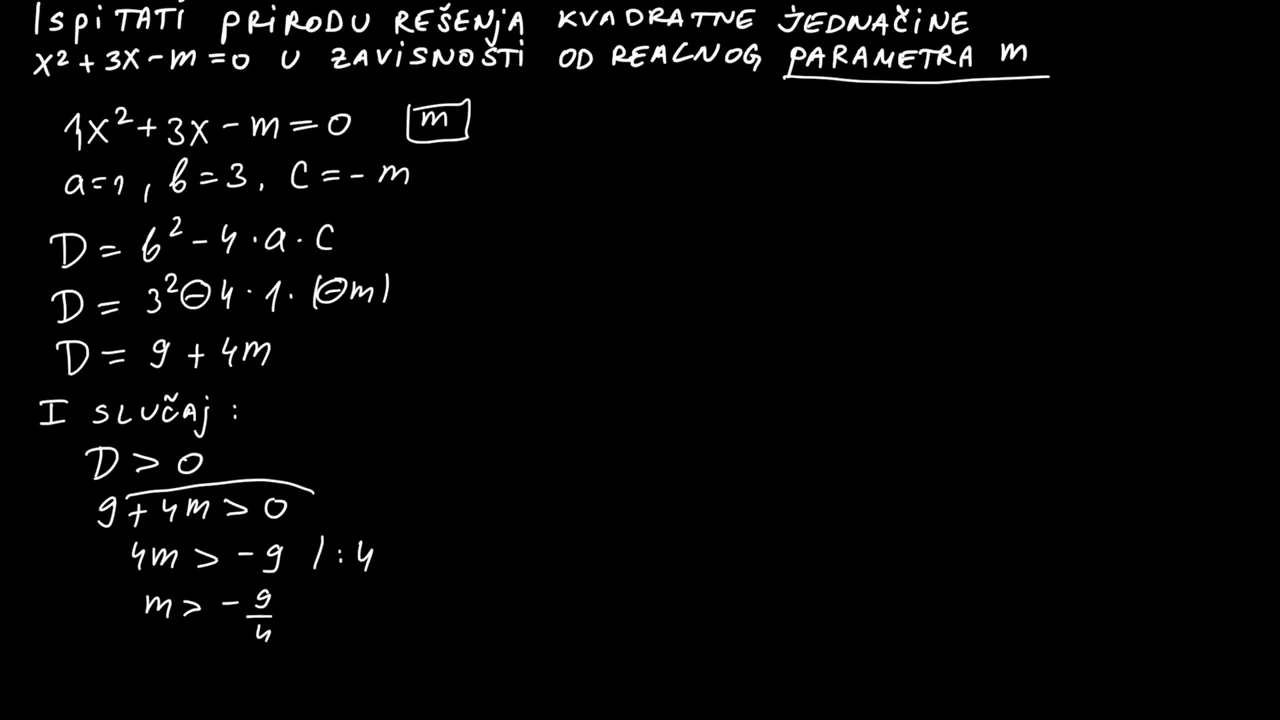 ISPITATI PRIRODU REŠENJA KVADRATNE JEDNAČINE
x² + 3x - m = 0 U ZAVISNOSTI OD REALNOG PARAMETRA m
1x² + 3x - m = 0 m
a = 1, b = 3, c = - m
D = b² - 4 · a · c
D = 3² - 4 · 1 · (-m)
D = 9 + 4m
I SLUČAJ :
D > 0
9 + 4m > 0
4m > - 9 / : 4
m > - 9/4